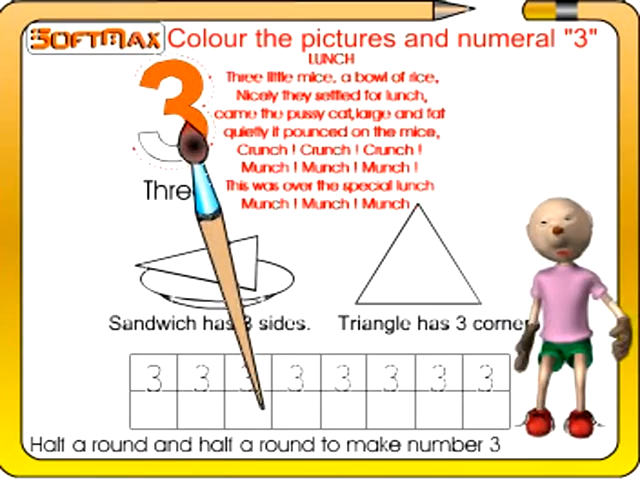 SOFTMAX
Colour the pictures and numeral "3"
LUNCH
Three little mice, a bowl of rice,
Nicely they settled for lunch,
came the pussy cat,large and fat
quietly it pounced on the mice,
Crunch ! Crunch ! Crunch !
Munch ! Munch ! Munch !
This was over the special lunch
Munch ! Munch ! Munch
3
Thre
Sandwich has 3 sides.
Triangle has 3 corner
3 3 3 3 3 3 3 3
Half a round and half a round to make number 3